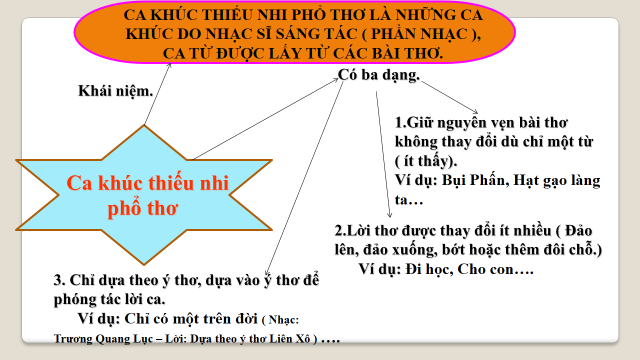 CA KHÚC THIẾU NHI PHỔ THƠ LÀ NHỮNG CA
KHÚC DO NHẠC SĨ SÁNG TÁC ( PHẦN NHẠC ),
CA TỪ ĐƯỢC LẤY TỪ CÁC BÀI THƠ.
Khái niệm.
Có ba dạng.
1.Giữ nguyên vẹn bài thơ
không thay đổi dù chỉ một từ
( ít thấy).
Ví dụ: Bụi Phấn, Hạt gạo làng
ta…
Ca khúc thiếu nhi
phổ thơ
2.Lời thơ được thay đổi ít nhiều ( Đảo
lên, đảo xuống, bớt hoặc thêm đôi chỗ.)
Ví dụ: Đi học, Cho con….
3. Chỉ dựa theo ý thơ, dựa vào ý thơ để
phóng tác lời ca.
Ví dụ: Chỉ có một trên đời ( Nhạc:
Trương Quang Lục – Lời: Dựa theo ý thơ Liên Xô ) ….